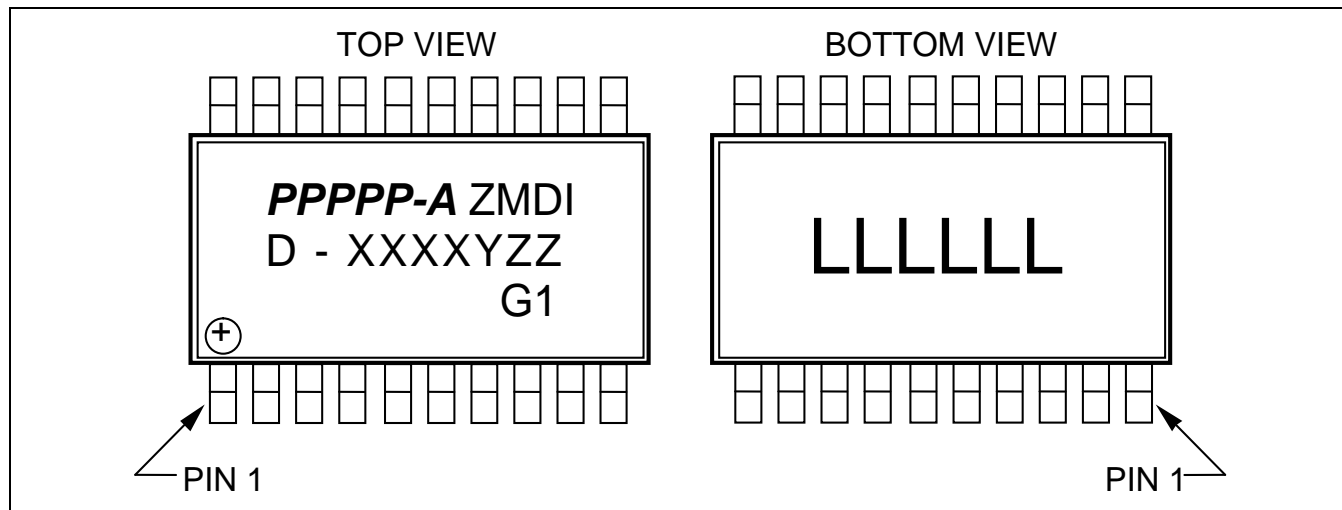 TOP VIEW
PPPPP-A ZMDI
D - XXXXYZZ
G1
+
PIN 1
BOTTOM VIEW
LLLLLL
PIN 1